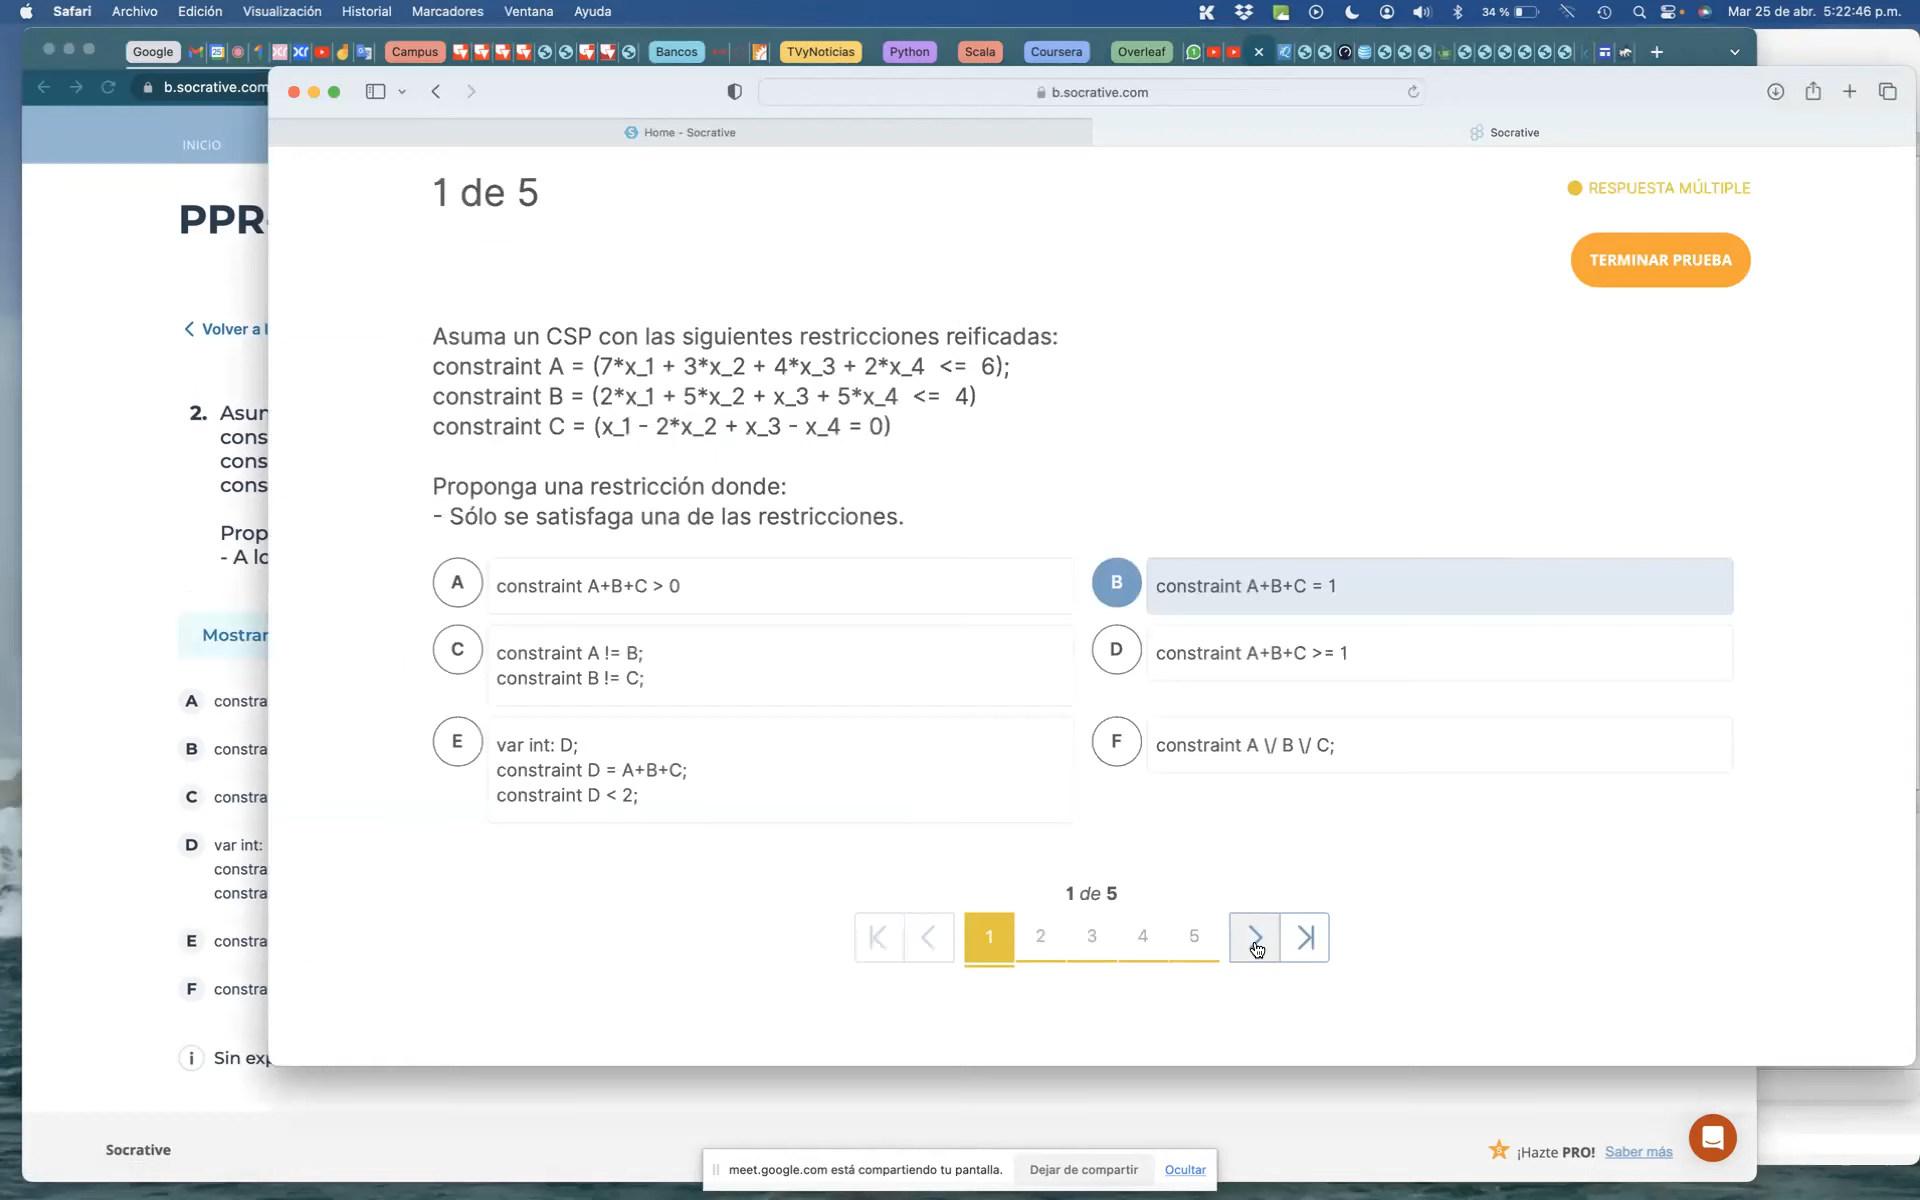 Safari Archivo Edición Visualización Historial Marcadores Ventana Ayuda
34 % Mar 25 de abr. 5:22:46 p.m.
Google Campus Bancos TVyNoticias Python Scala Coursera Overleaf
b.socrative.com
b.socrative.com
Home - Socrative
Socrative
INICIO
PPR-
Volver a l
2. Asum
cons
cons
cons
Prop
- A lo
Mostrar
A constra
B constra
C constra
D var int:
constra
constra
E constra
F constra
Sin exp
1 de 5
RESPUESTA MÚLTIPLE
TERMINAR PRUEBA
Asuma un CSP con las siguientes restricciones reificadas:
constraint A = (7*x_1 + 3*x_2 + 4*x_3 + 2*x_4 <= 6);
constraint B = (2*x_1 + 5*x_2 + x_3 + 5*x_4 <= 4)
constraint C = (x_1 - 2*x_2 + x_3 - x_4 = 0)
Proponga una restricción donde:
- Sólo se satisfaga una de las restricciones.
A constraint A+B+C > 0
B constraint A+B+C = 1
C constraint A != B;
constraint B != C;
D constraint A+B+C >= 1
E var int: D;
constraint D = A+B+C;
constraint D < 2;
F constraint A \/ B \/ C;
1 de 5
1 2 3 4 5
Socrative
¡Hazte PRO! Saber más
meet.google.com está compartiendo tu pantalla. Dejar de compartir Ocultar